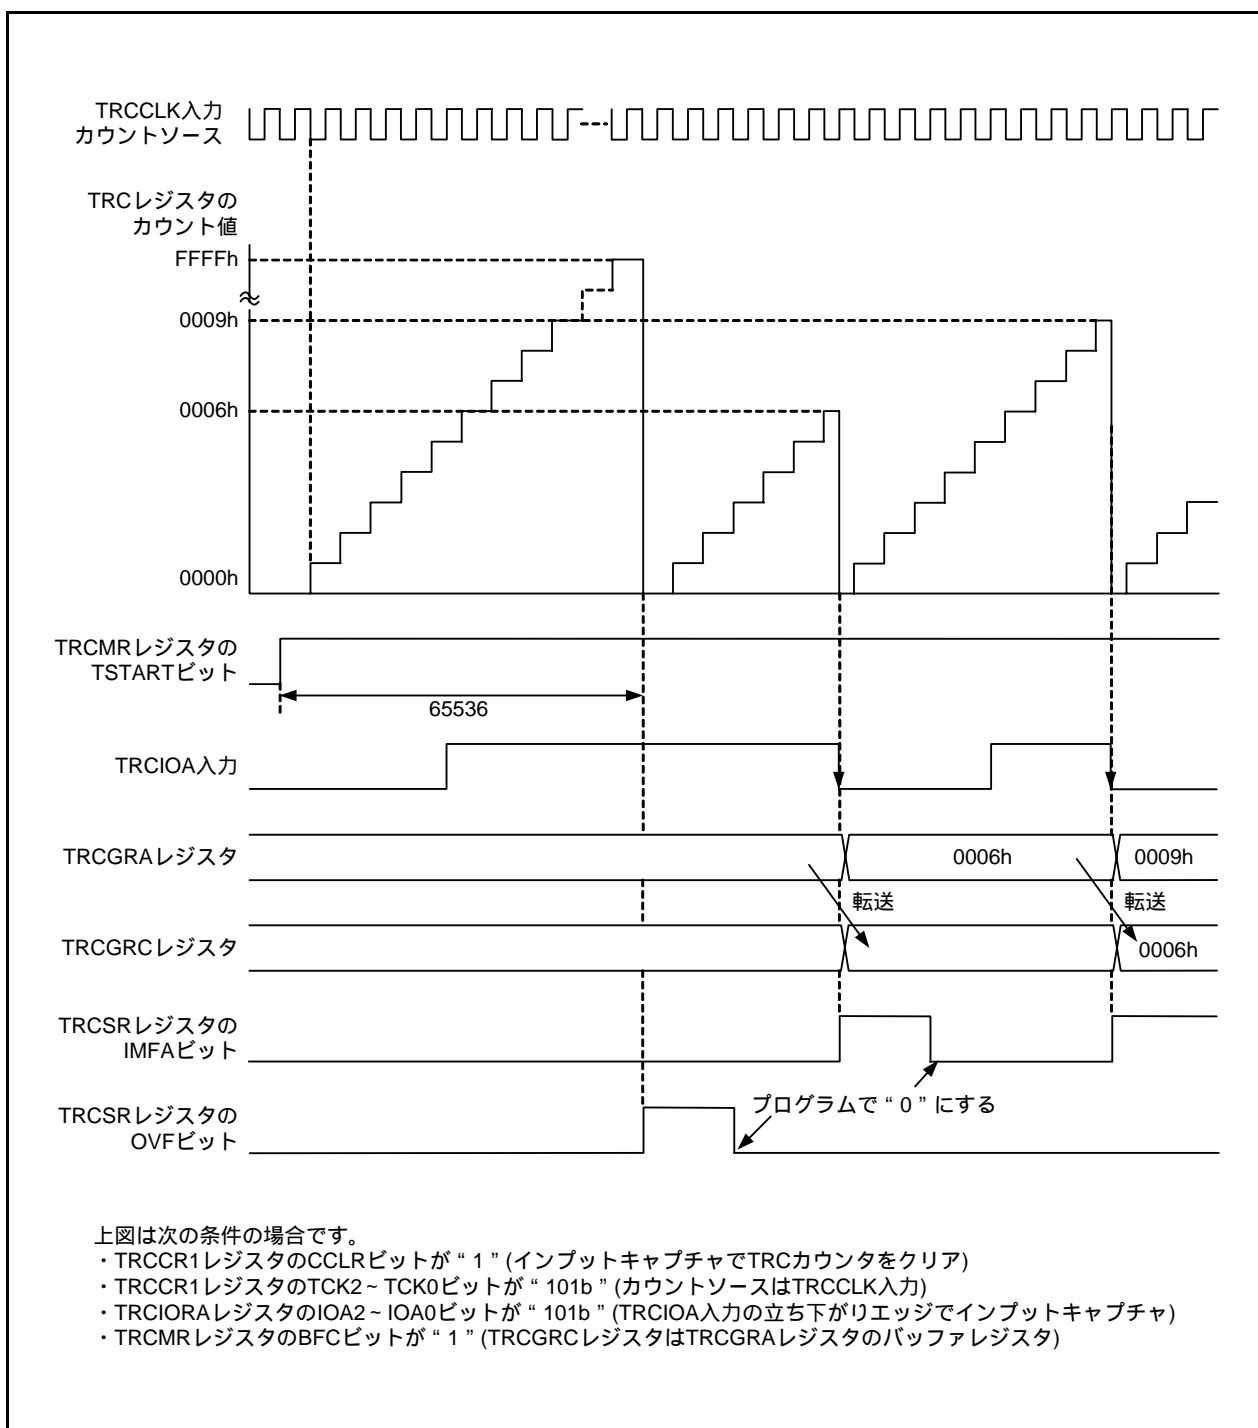 TRCCLK入力
カウントソース
TRCレジスタの
カウント値
FFFFh
0009h
0006h
0000h
TRCMRレジスタの
TSTARTビット
65536
TRCIOA入力
TRCGRAレジスタ
0006h
0009h
転送
転送
TRCGRCレジスタ
0006h
TRCSRレジスタの
IMFAビット
プログラムで“0”にする
TRCSRレジスタの
OVFビット
上図は次の条件の場合です。
・TRCCR1レジスタのCCLRビットが“1”(インプットキャプチャでTRCカウンタをクリア)
・TRCCR1レジスタのTCK2~TCK0ビットが“101b”(カウントソースはTRCCLK入力)
・TRCIORAレジスタのIOA2~IOA0ビットが“101b”(TRCIOA入力の立ち下がりエッジでインプットキャプチャ)
・TRCMRレジスタのBFCビットが“1”(TRCGRCレジスタはTRCGRAレジスタのバッファレジスタ)